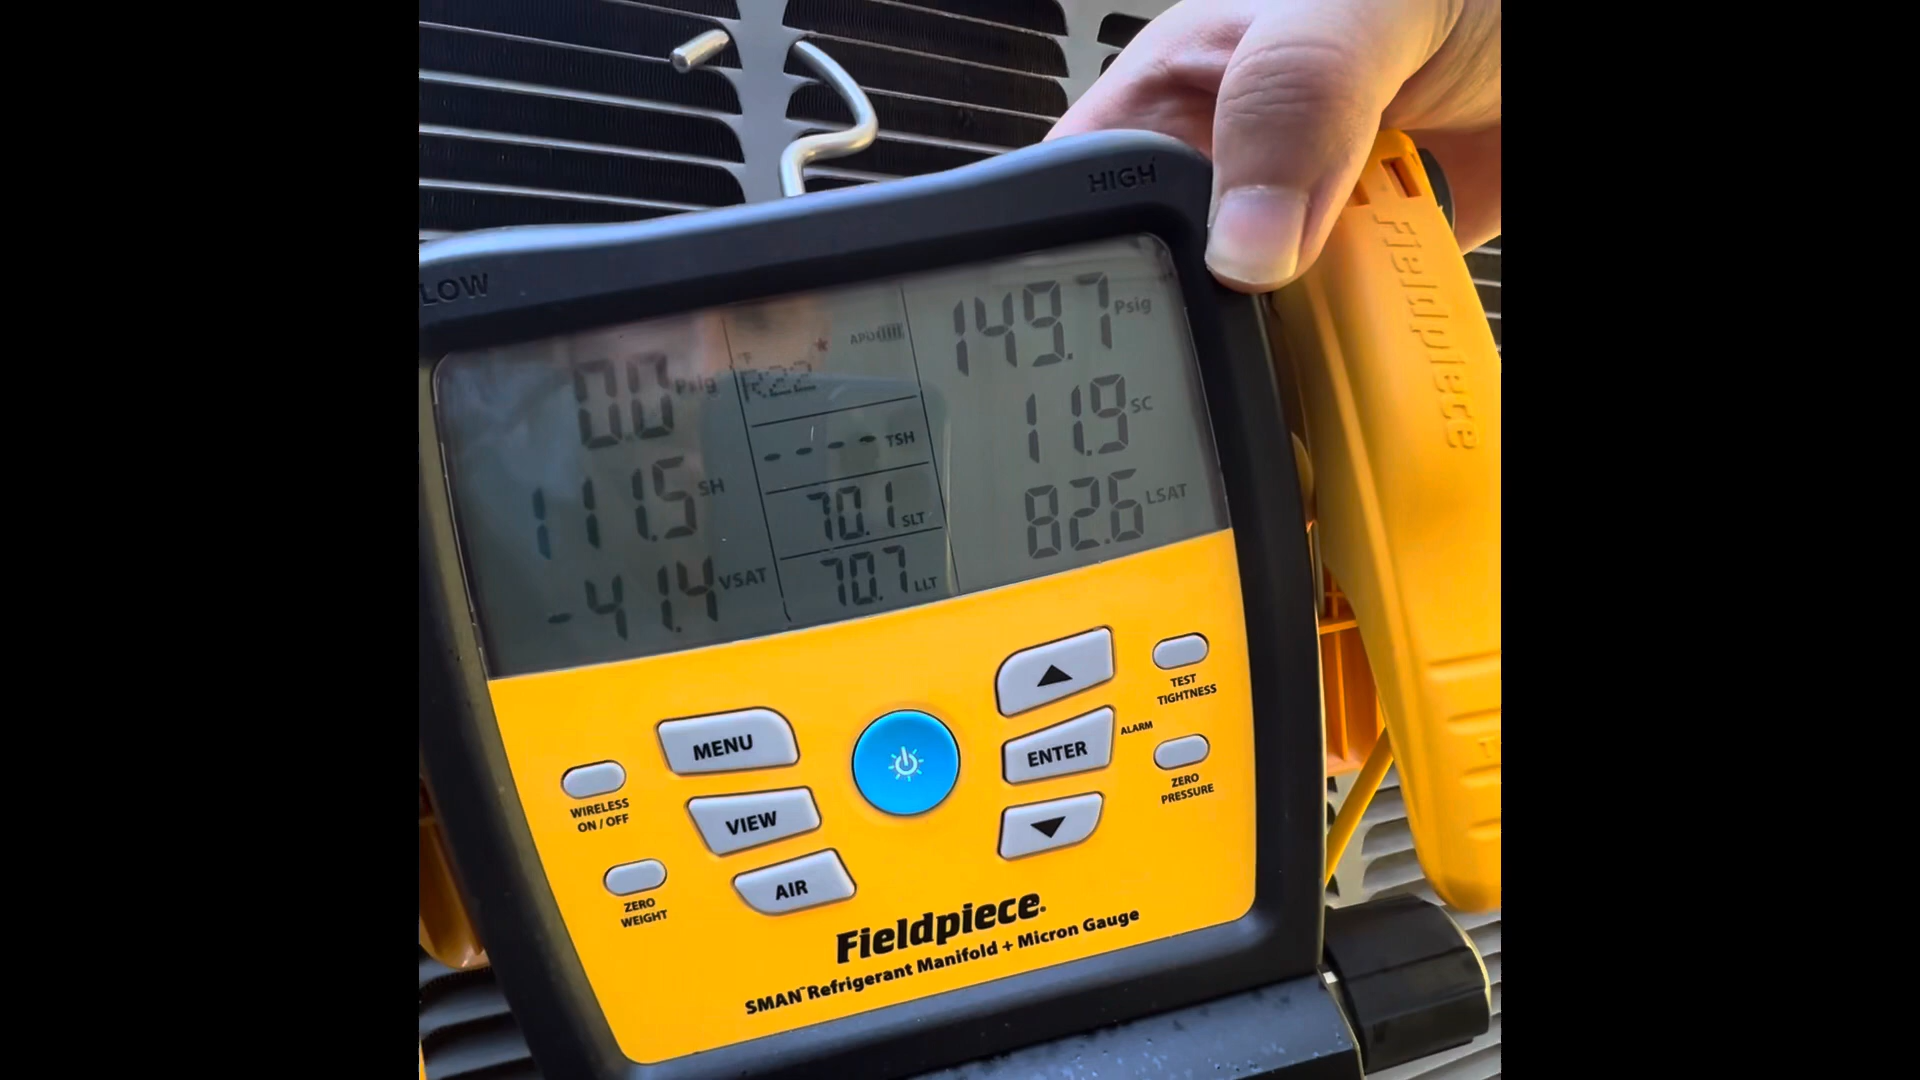 LOW
HIGH
0.0 Psig
111.5 SH
-41.4 VSAT
°F
R22
APO
---- TSH
70.1 SLT
70.7 LLT
149.7 Psig
11.9 SC
82.6 LSAT
MENU
VIEW
AIR
WIRELESS
ON / OFF
ZERO
WEIGHT
ENTER
ALARM
TEST
TIGHTNESS
ZERO
PRESSURE
Fieldpiece®
SMAN™ Refrigerant Manifold + Micron Gauge
Fieldpiece